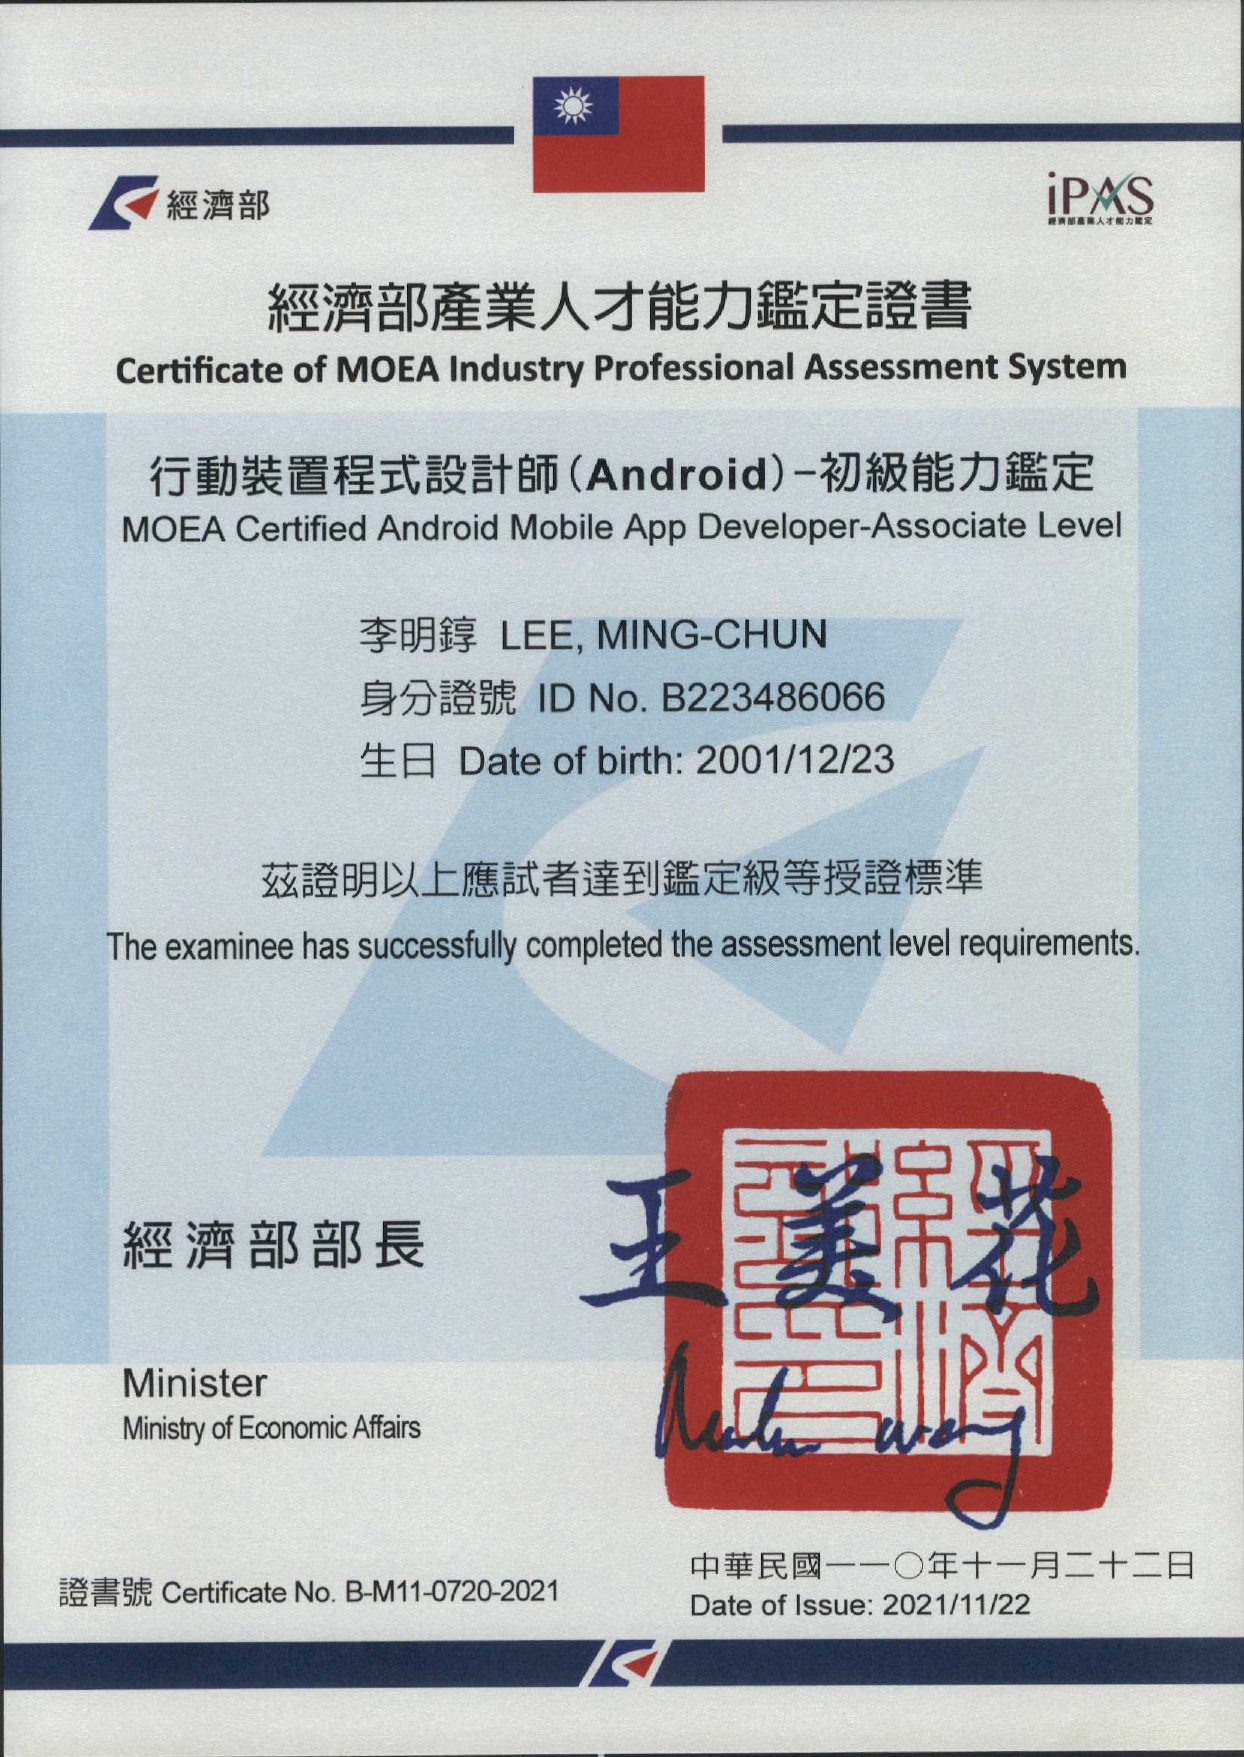 經濟部
iPAS
經濟部產業人才能力鑑定
經濟部產業人才能力鑑定證書
Certificate of MOEA Industry Professional Assessment System
行動裝置程式設計師(Android)-初級能力鑑定
MOEA Certified Android Mobile App Developer-Associate Level
李明錞 LEE, MING-CHUN
身分證號 ID No. B223486066
生日 Date of birth: 2001/12/23
茲證明以上應試者達到鑑定級等授證標準
The examinee has successfully completed the assessment level requirements.
經濟部部長
王美花
Minister
Ministry of Economic Affairs
證書號 Certificate No. B-M11-0720-2021
中華民國一一〇年十一月二十二日
Date of Issue: 2021/11/22